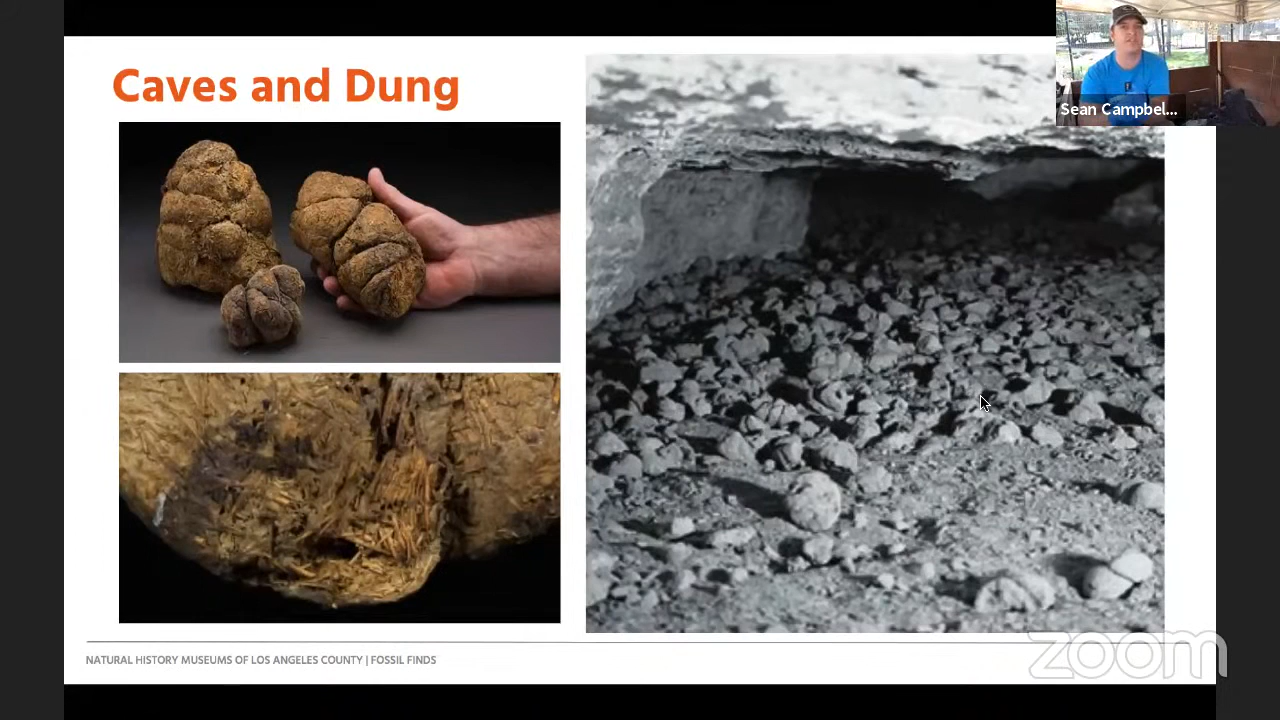 Caves and Dung
Sean Campbel...
NATURAL HISTORY MUSEUMS OF LOS ANGELES COUNTY | FOSSIL FINDS
zoom